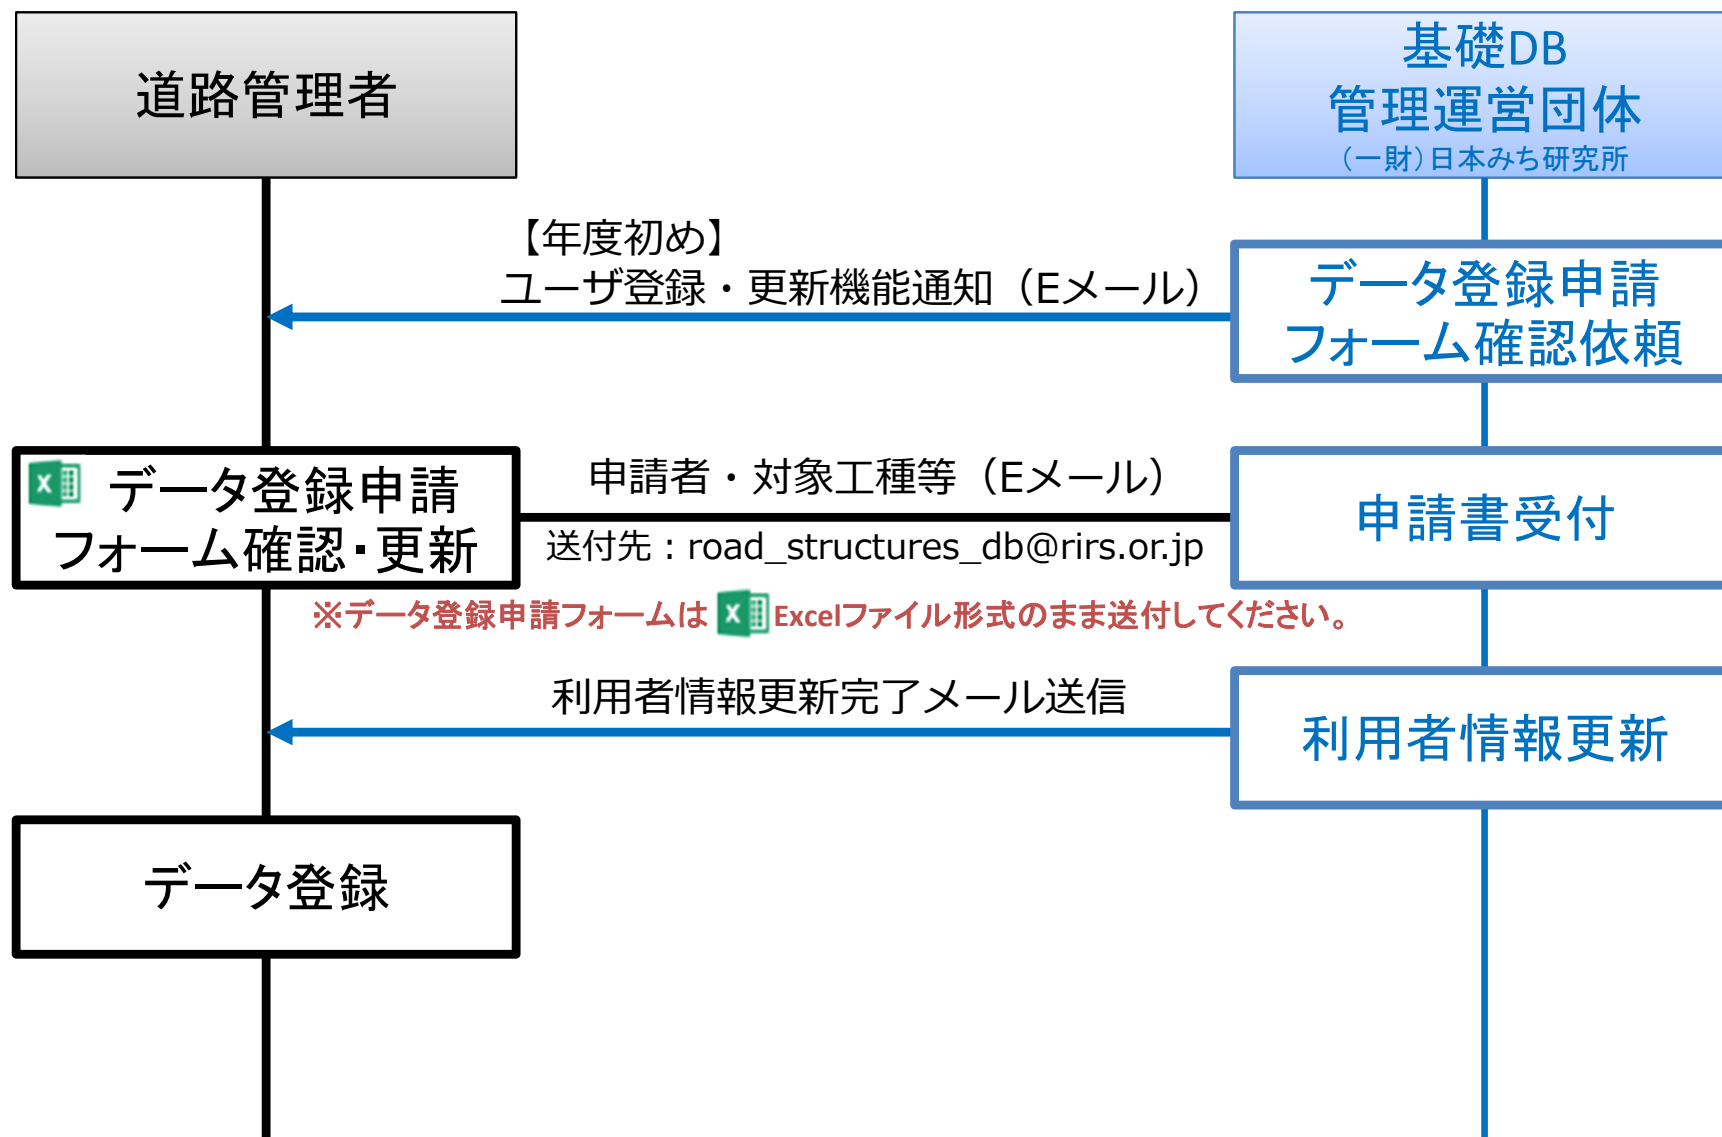 道路管理者
基礎DB
管理運営団体
（一財）日本みち研究所
【年度初め】
ユーザ登録・更新機能通知（Eメール）
データ登録申請
フォーム確認依頼
データ登録申請
フォーム確認・更新
申請者・対象工種等（Eメール）
送付先：road_structures_db@rirs.or.jp
申請書受付
※データ登録申請フォームは Excelファイル形式のまま送付してください。
利用者情報更新完了メール送信
利用者情報更新
データ登録